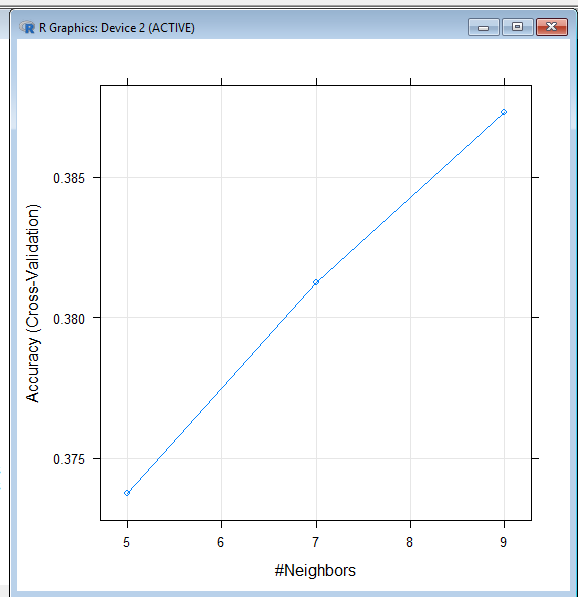 R Graphics: Device 2 (ACTIVE)
0.385
0.380
0.375
Accuracy (Cross-Validation)
5 6 7 8 9
#Neighbors